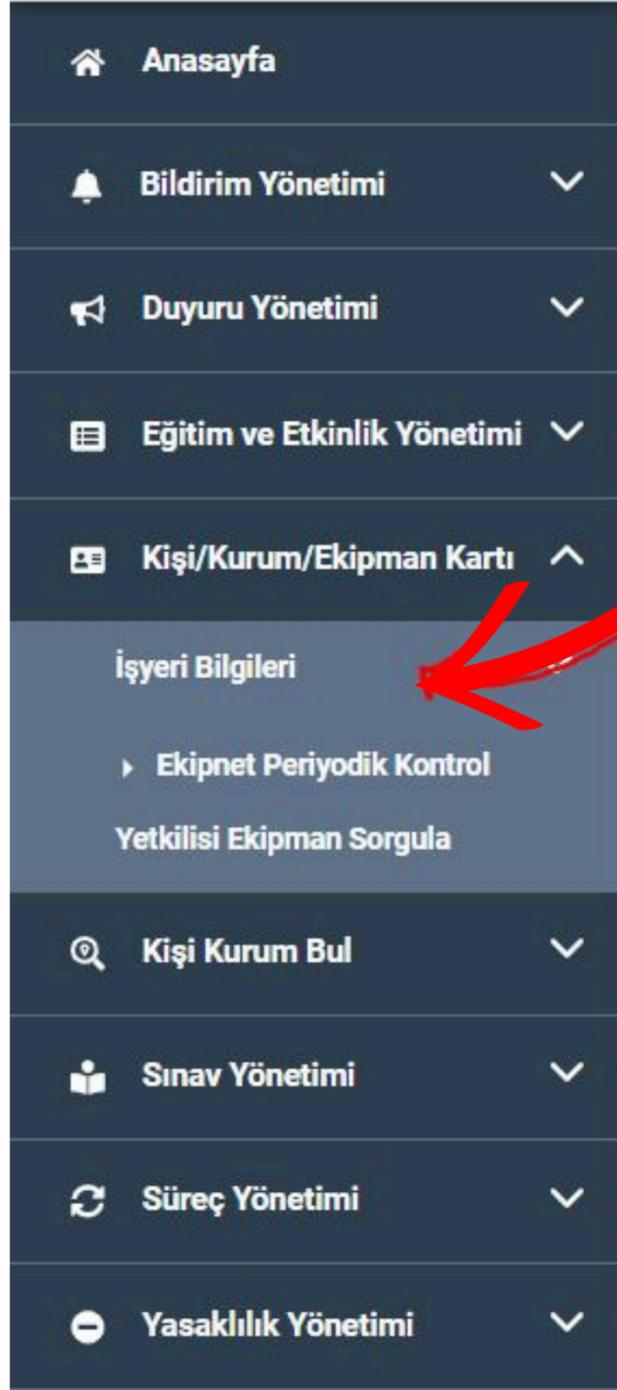 Anasayfa
Bildirim Yönetimi
Duyuru Yönetimi
Eğitim ve Etkinlik Yönetimi
Kişi/Kurum/Ekipman Kartı
İşyeri Bilgileri
Ekipnet Periyodik Kontrol
Yetkilisi Ekipman Sorgula
Kişi Kurum Bul
Sınav Yönetimi
Süreç Yönetimi
Yasaklılık Yönetimi